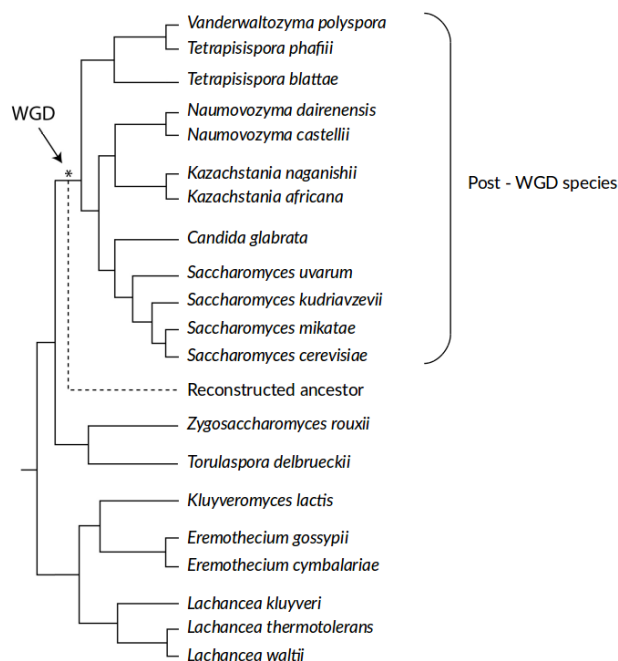 Vanderwaltozyma polyspora
Tetrapisispora phafii
Tetrapisispora blattae
WGD
*
Naumovozyma dairenensis
Naumovozyma castellii
Kazachstania naganishii
Kazachstania africana
Post - WGD species
Candida glabrata
Saccharomyces uvarum
Saccharomyces kudriavzevii
Saccharomyces mikatae
Saccharomyces cerevisiae
Reconstructed ancestor
Zygosaccharomyces rouxii
Torulaspora delbrueckii
Kluyveromyces lactis
Eremothecium gossypii
Eremothecium cymbalariae
Lachancea kluyveri
Lachancea thermotolerans
Lachancea waltii